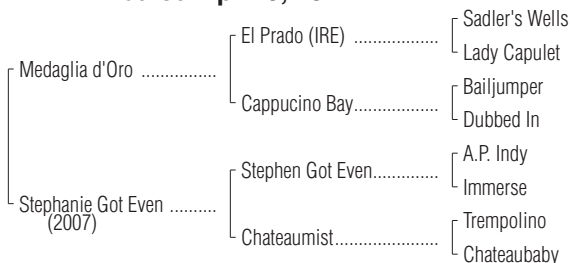 El Prado (IRE) ..................
Sadler's Wells
Lady Capulet
Medaglia d'Oro ................
Cappucino Bay..................
Bailjumper
Dubbed In
Stephen Got Even..............
A.P. Indy
Immerse
Stephanie Got Even ..........
(2007)
Chateaumist......................
Trempolino
Chateaubaby